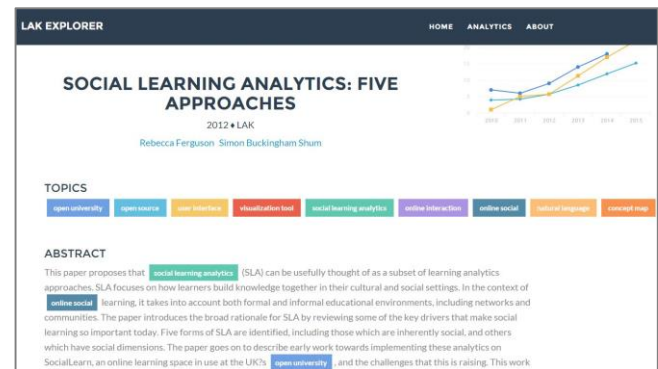 LAK EXPLORER
HOME ANALYTICS ABOUT
SOCIAL LEARNING ANALYTICS: FIVE
APPROACHES
2012 • LAK
Rebecca Ferguson Simon Buckingham Shum
2010 2011 2012 2013 2014 2015
TOPICS
open university open source user interface visualization tool social learning analytics online interaction online social natural language concept map
ABSTRACT
This paper proposes that social learning analytics (SLA) can be usefully thought of as a subset of learning analytics
approaches. SLA focuses on how learners build knowledge together in their cultural and social settings. In the context of
online social learning, it takes into account both formal and informal educational environments, including networks and
communities. The paper introduces the broad rationale for SLA by reviewing some of the key drivers that make social
learning so important today. Five forms of SLA are identified, including those which are inherently social, and others
which have social dimensions. The paper goes on to describe early work towards implementing these analytics on
SocialLearn, an online learning space in use at the UK?s open university , and the challenges that this is raising. This work